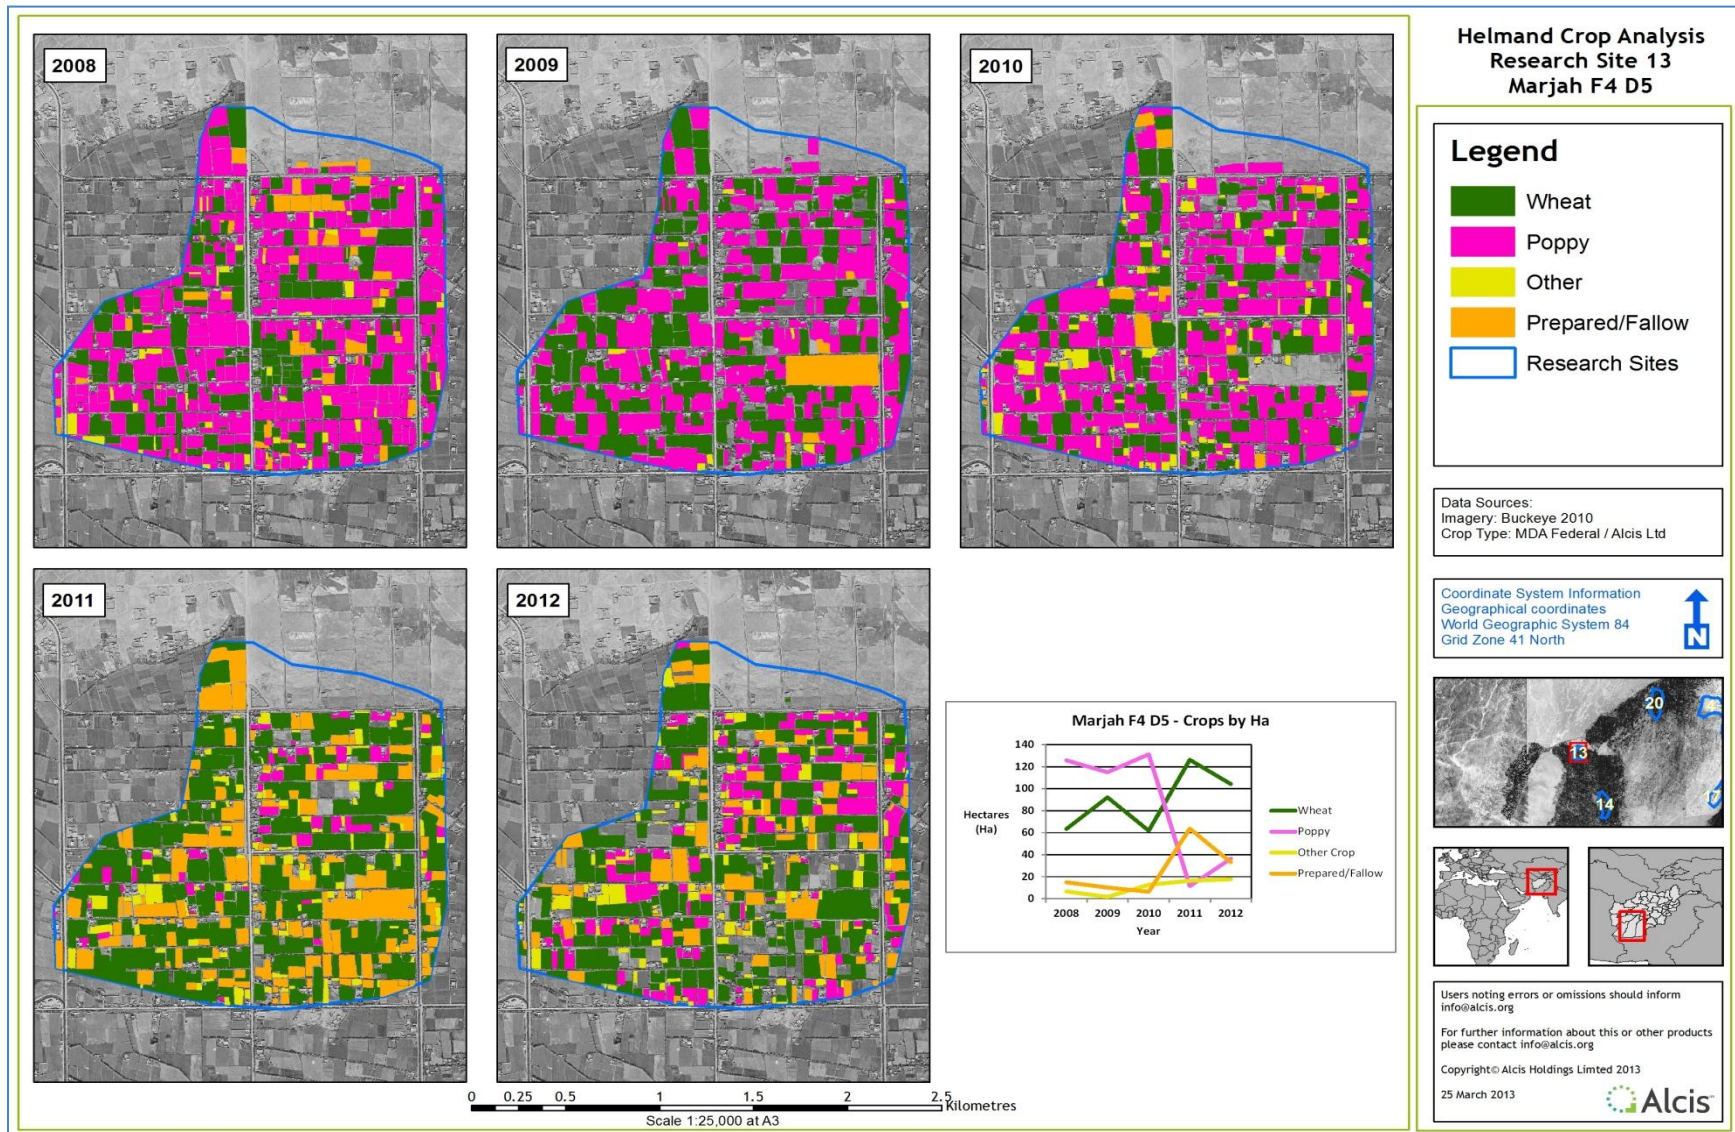 2008
2009
2010
2011
2012
Marjah F4 D5 - Crops by Ha
Hectares
(Ha)
140
120
100
80
60
40
20
0
2008 2009 2010 2011 2012
Year
Wheat
Poppy
Other Crop
Prepared/Fallow
0 0.25 0.5 1 1.5 2 2.5
Kilometres
Scale 1:25,000 at A3
Helmand Crop Analysis
Research Site 13
Marjah F4 D5
Legend
Wheat
Poppy
Other
Prepared/Fallow
Research Sites
Data Sources:
Imagery: Buckeye 2010
Crop Type: MDA Federal / Alcis Ltd
Coordinate System Information
Geographical coordinates
World Geographic System 84
Grid Zone 41 North
N
20
13
14
Users noting errors or omissions should inform
info@alcis.org
For further information about this or other products
please contact info@alcis.org
Copyright© Alcis Holdings Limted 2013
25 March 2013
Alcis